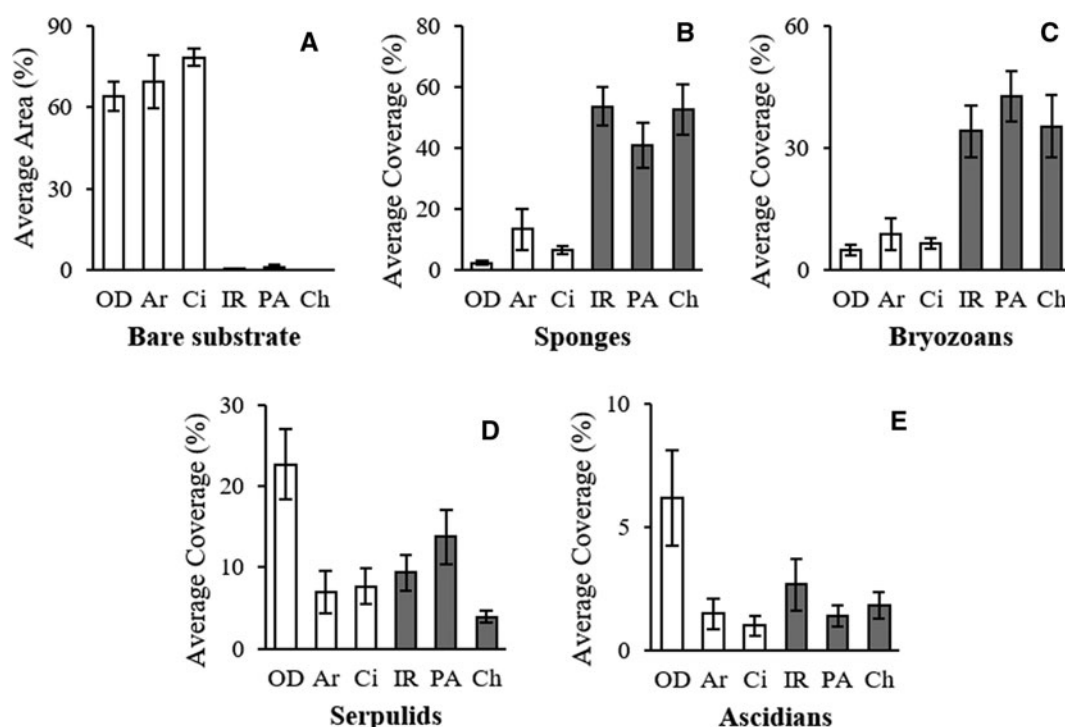 A
Average Area (%)
90
60
30
0
OD Ar Ci IR PA Ch
Bare substrate
B
Average Coverage (%)
80
60
40
20
0
OD Ar Ci IR PA Ch
Sponges
C
Average Coverage (%)
60
30
0
OD Ar Ci IR PA Ch
Bryozoans
D
Average Coverage (%)
30
20
10
0
OD Ar Ci IR PA Ch
Serpulids
E
Average Coverage (%)
10
5
0
OD Ar Ci IR PA Ch
Ascidians